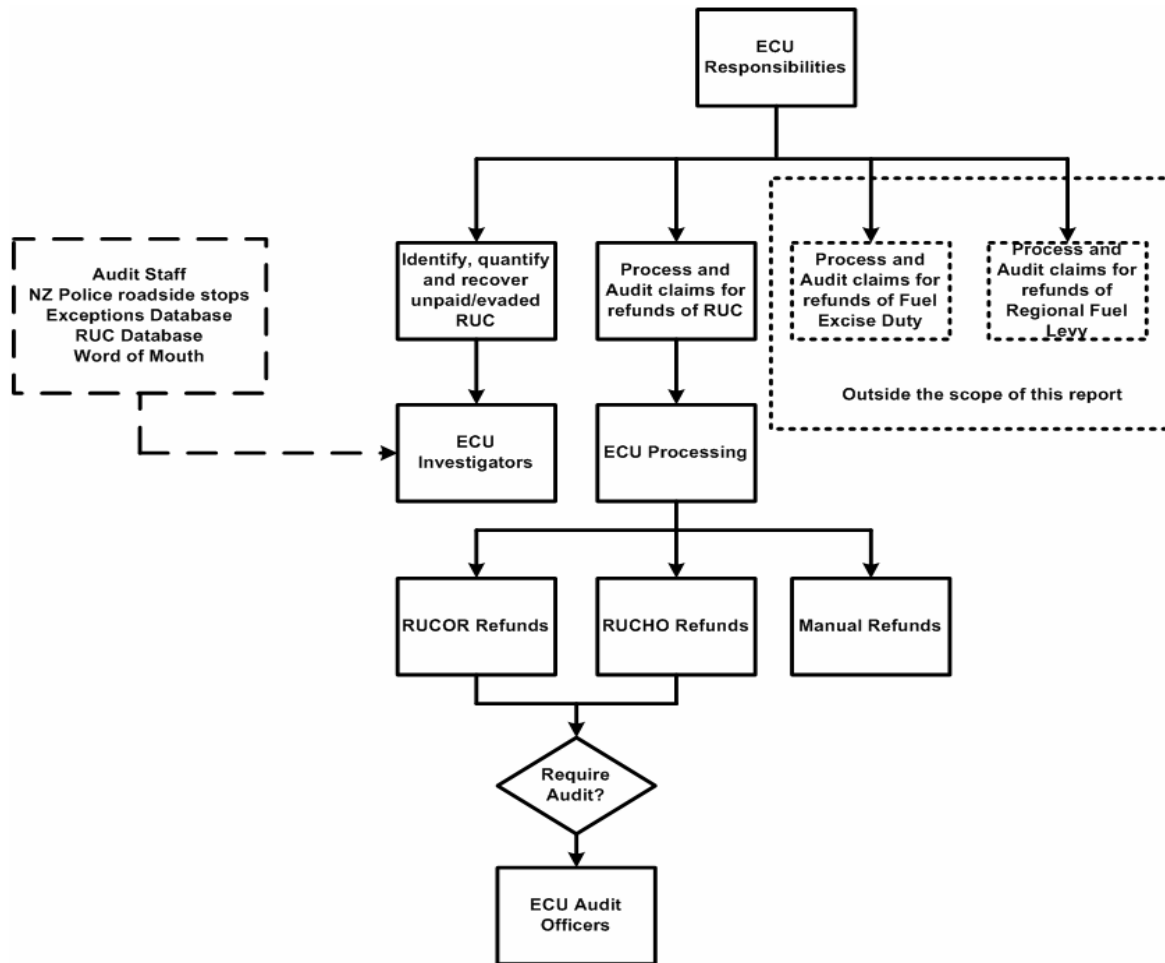 ECU
Responsibilities
Audit Staff
NZ Police roadside stops
Exceptions Database
RUC Database
Word of Mouth
Identify, quantify
and recover
unpaid/evaded
RUC
Process and
Audit claims for
refunds of RUC
Process and
Audit claims for
refunds of Fuel
Excise Duty
Process and
Audit claims for
refunds of
Regional Fuel
Levy
Outside the scope of this report
ECU
Investigators
ECU Processing
RUCOR Refunds
RUCHO Refunds
Manual Refunds
Require
Audit?
ECU Audit
Officers